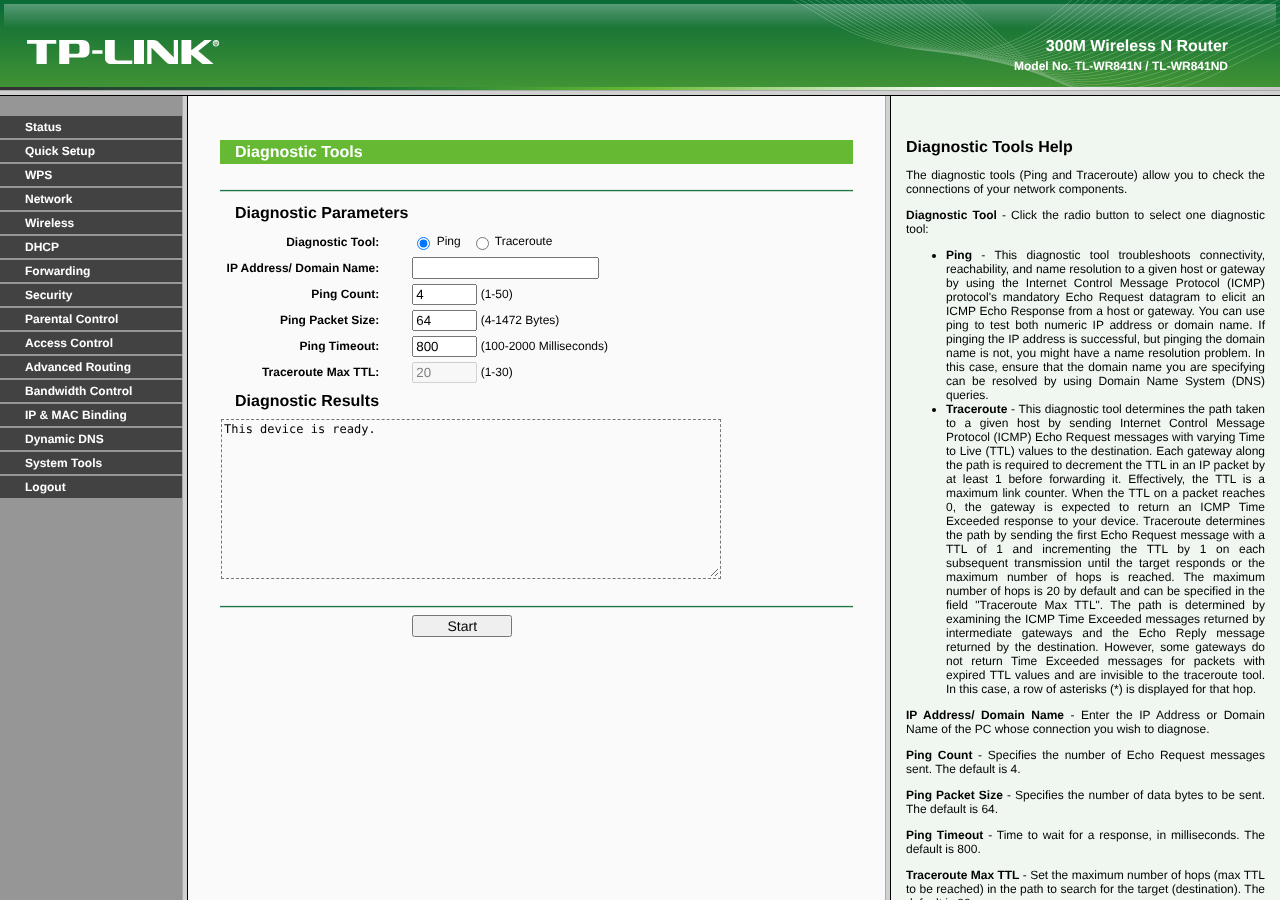 TP-LINK®
300M Wireless N Router
Model No. TL-WR841N / TL-WR841ND
Status
Quick Setup
WPS
Network
Wireless
DHCP
Forwarding
Security
Parental Control
Access Control
Advanced Routing
Bandwidth Control
IP & MAC Binding
Dynamic DNS
System Tools
Logout
Diagnostic Tools
Diagnostic Parameters
Diagnostic Tool: Ping Traceroute
IP Address/ Domain Name:
Ping Count: 4 (1-50)
Ping Packet Size: 64 (4-1472 Bytes)
Ping Timeout: 800 (100-2000 Milliseconds)
Traceroute Max TTL: 20 (1-30)
Diagnostic Results
This device is ready.
Start
Diagnostic Tools Help
The diagnostic tools (Ping and Traceroute) allow you to check the
connections of your network components.
Diagnostic Tool - Click the radio button to select one diagnostic
tool:
• Ping - This diagnostic tool troubleshoots connectivity,
reachability, and name resolution to a given host or gateway
by using the Internet Control Message Protocol (ICMP)
protocol's mandatory Echo Request datagram to elicit an
ICMP Echo Response from a host or gateway. You can use
ping to test both numeric IP address or domain name. If
pinging the IP address is successful, but pinging the domain
name is not, you might have a name resolution problem. In
this case, ensure that the domain name you are specifying
can be resolved by using Domain Name System (DNS)
queries.
• Traceroute - This diagnostic tool determines the path taken
to a given host by sending Internet Control Message
Protocol (ICMP) Echo Request messages with varying Time
to Live (TTL) values to the destination. Each gateway along
the path is required to decrement the TTL in an IP packet by
at least 1 before forwarding it. Effectively, the TTL is a
maximum link counter. When the TTL on a packet reaches
0, the gateway is expected to return an ICMP Time
Exceeded response to your device. Traceroute determines
the path by sending the first Echo Request message with a
TTL of 1 and incrementing the TTL by 1 on each
subsequent transmission until the target responds or the
maximum number of hops is reached. The maximum
number of hops is 20 by default and can be specified in the
field "Traceroute Max TTL". The path is determined by
examining the ICMP Time Exceeded messages returned by
intermediate gateways and the Echo Reply message
returned by the destination. However, some gateways do
not return Time Exceeded messages for packets with
expired TTL values and are invisible to the traceroute tool.
In this case, a row of asterisks (*) is displayed for that hop.
IP Address/ Domain Name - Enter the IP Address or Domain
Name of the PC whose connection you wish to diagnose.
Ping Count - Specifies the number of Echo Request messages
sent. The default is 4.
Ping Packet Size - Specifies the number of data bytes to be sent.
The default is 64.
Ping Timeout - Time to wait for a response, in milliseconds. The
default is 800.
Traceroute Max TTL - Set the maximum number of hops (max TTL
to be reached) in the path to search for the target (destination). The